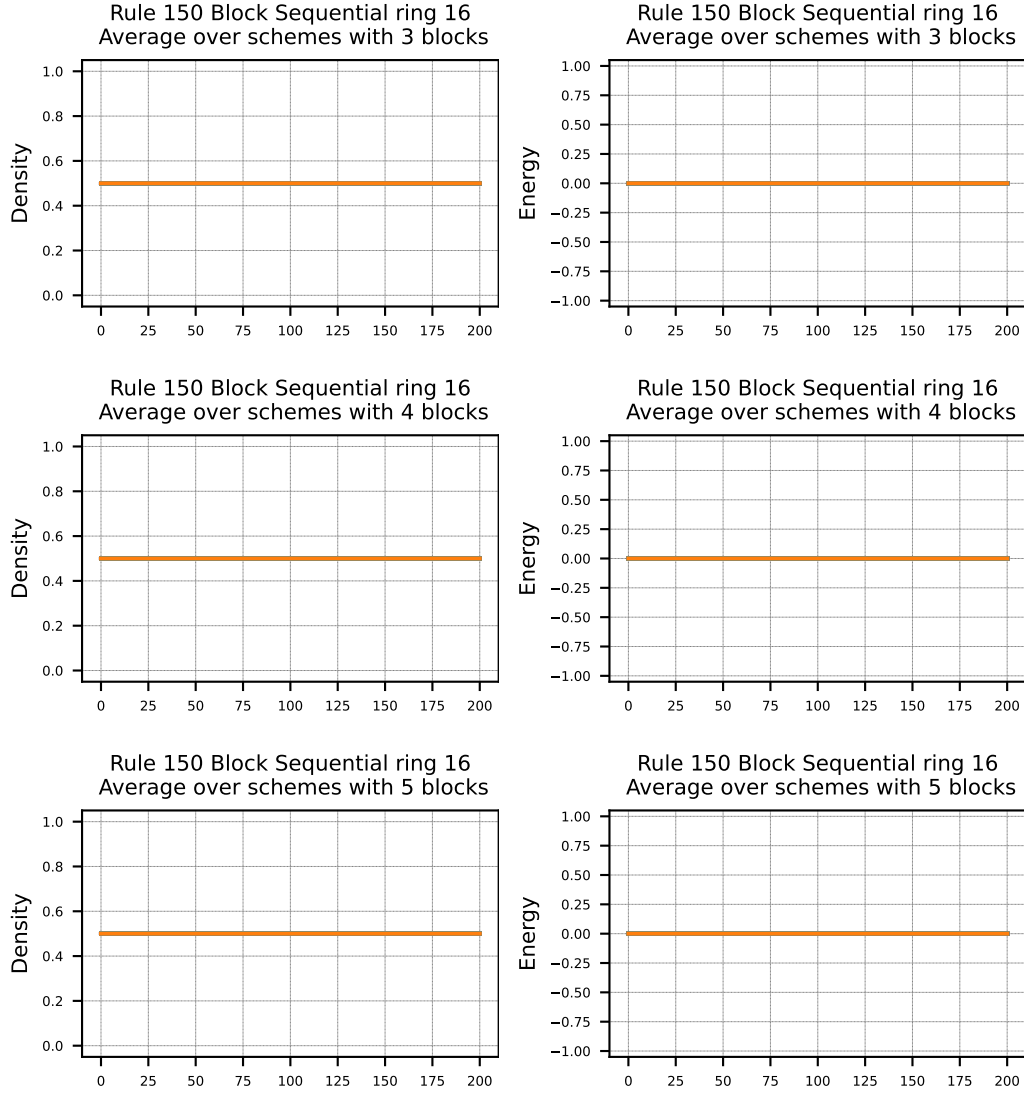 Rule 150 Block Sequential ring 16
Average over schemes with 3 blocks
Density
1.0
0.8
0.6
0.4
0.2
0.0
0 25 50 75 100 125 150 175 200
Rule 150 Block Sequential ring 16
Average over schemes with 3 blocks
Energy
1.00
0.75
0.50
0.25
0.00
−0.25
−0.50
−0.75
−1.00
0 25 50 75 100 125 150 175 200
Rule 150 Block Sequential ring 16
Average over schemes with 4 blocks
Density
1.0
0.8
0.6
0.4
0.2
0.0
0 25 50 75 100 125 150 175 200
Rule 150 Block Sequential ring 16
Average over schemes with 4 blocks
Energy
1.00
0.75
0.50
0.25
0.00
−0.25
−0.50
−0.75
−1.00
0 25 50 75 100 125 150 175 200
Rule 150 Block Sequential ring 16
Average over schemes with 5 blocks
Density
1.0
0.8
0.6
0.4
0.2
0.0
0 25 50 75 100 125 150 175 200
Rule 150 Block Sequential ring 16
Average over schemes with 5 blocks
Energy
1.00
0.75
0.50
0.25
0.00
−0.25
−0.50
−0.75
−1.00
0 25 50 75 100 125 150 175 200